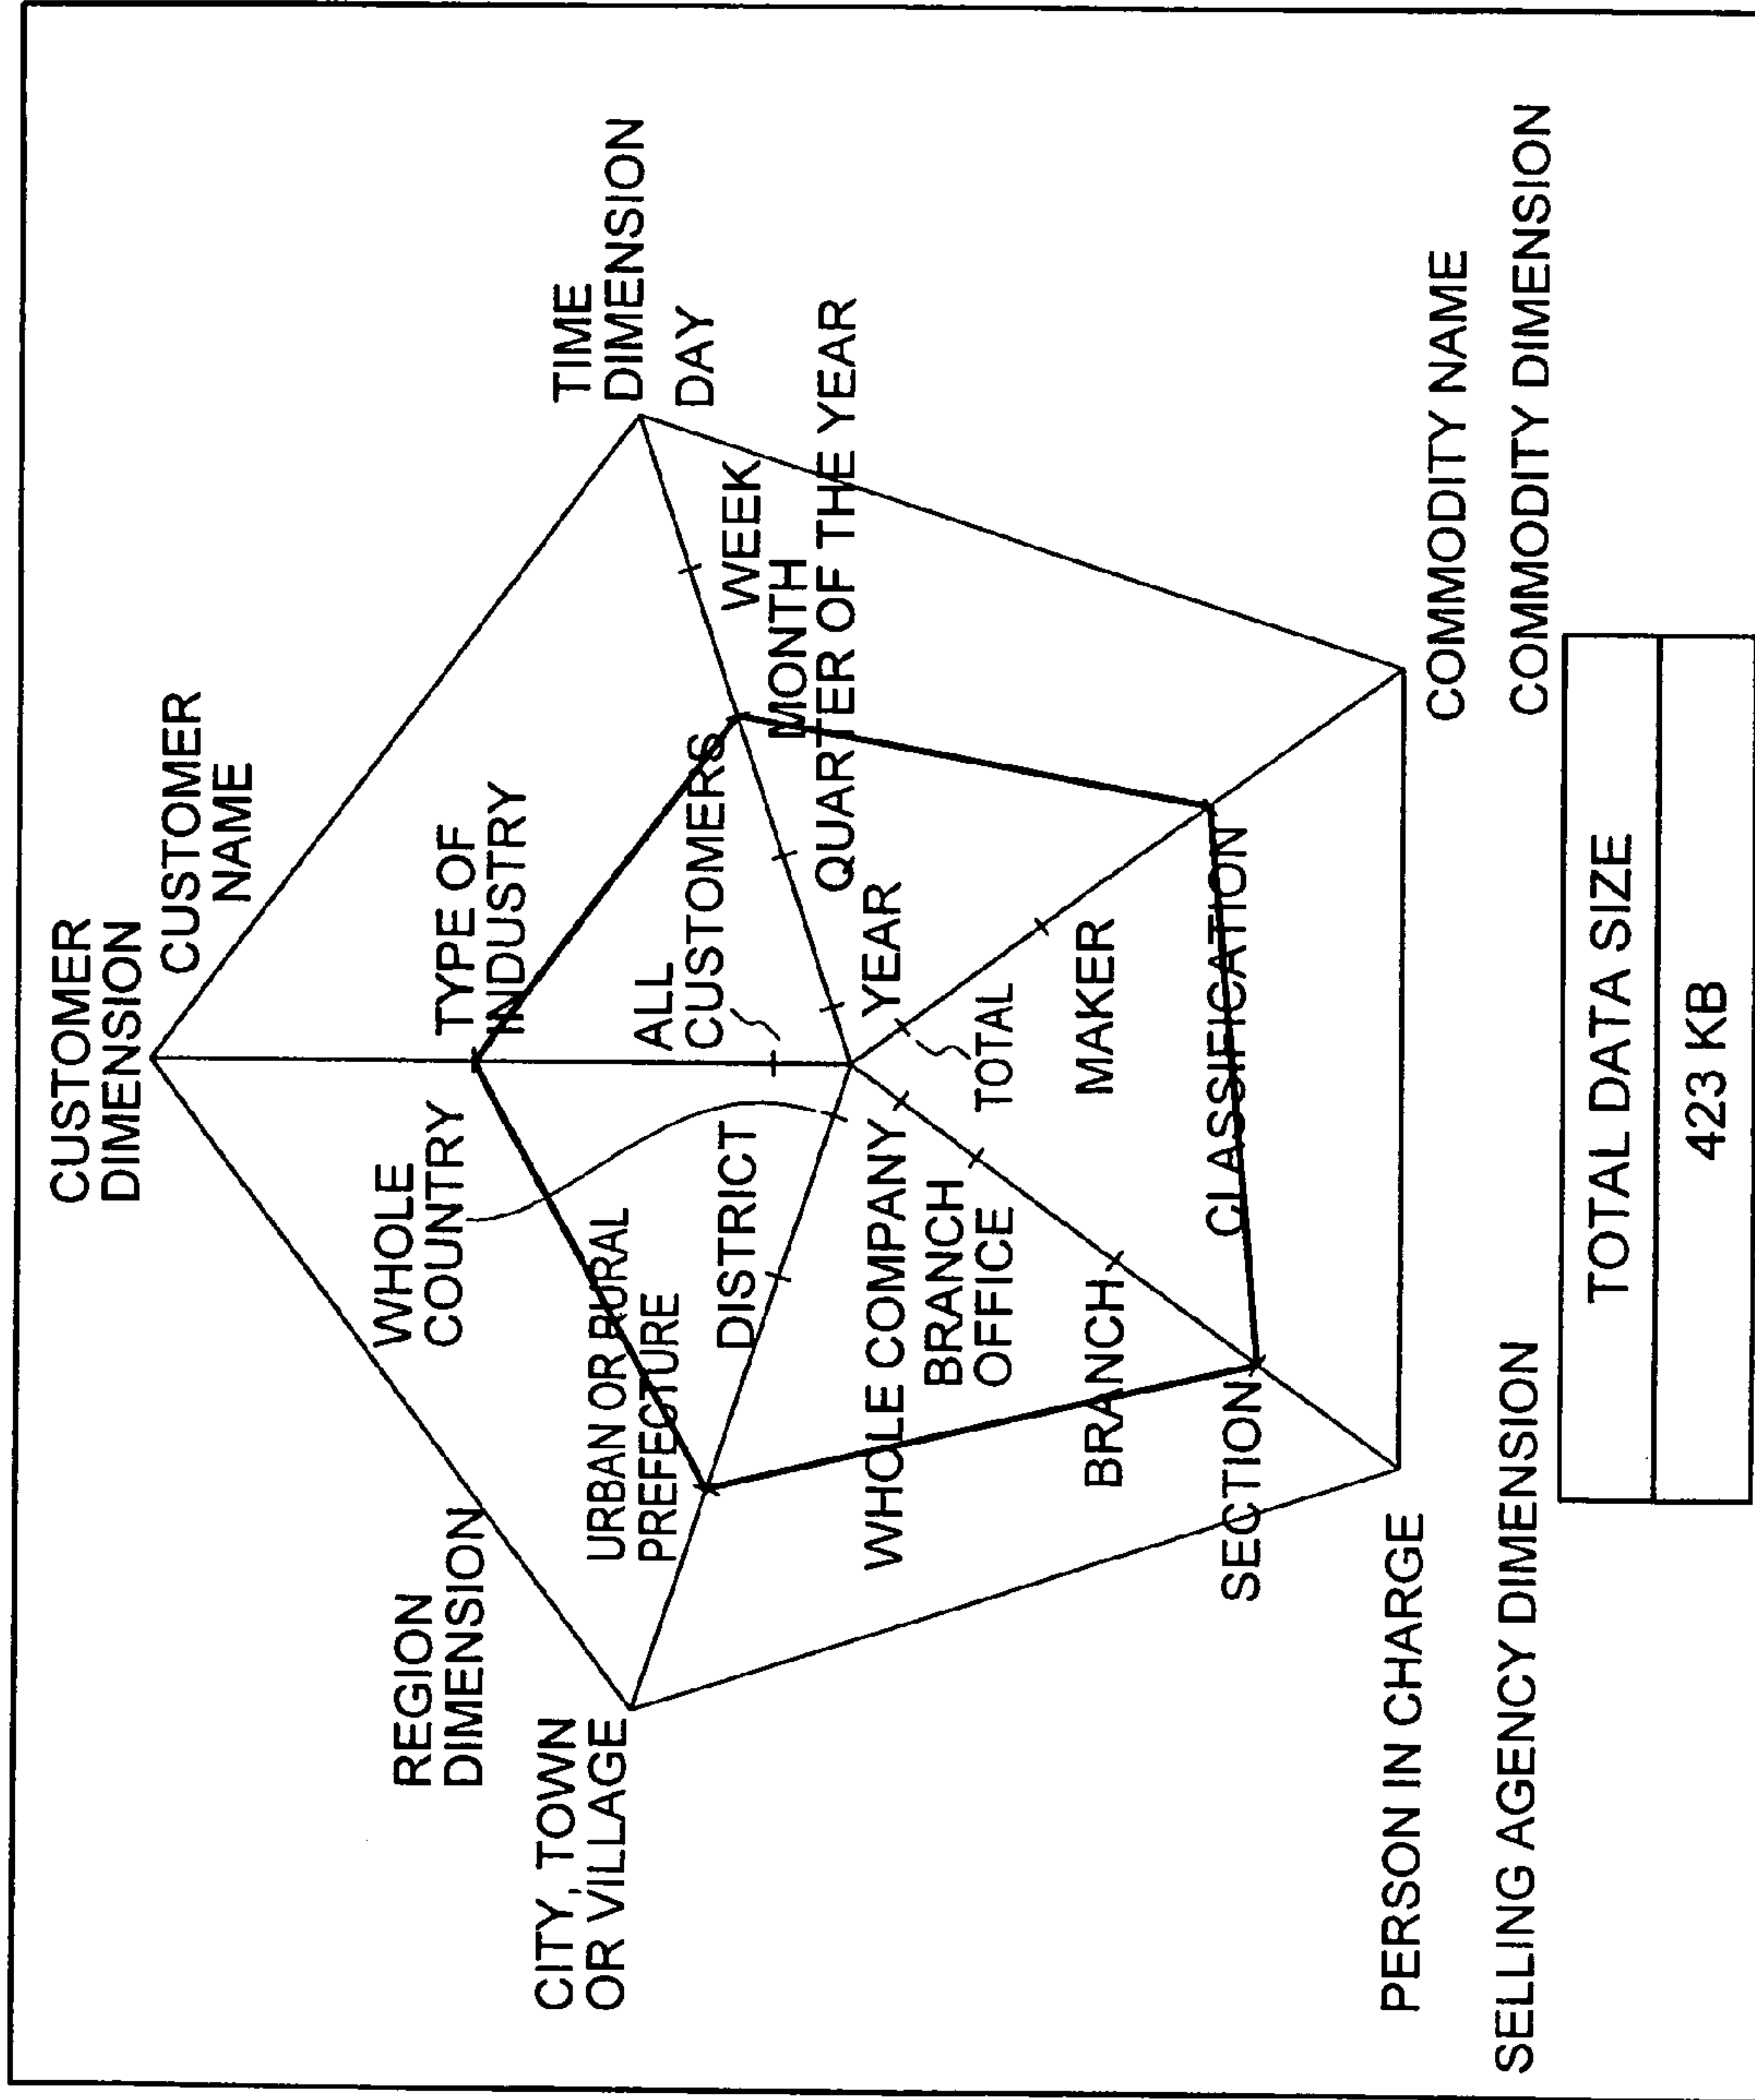 CUSTOMER
DIMENSION
CUSTOMER
NAME
REGION
DIMENSION
WHOLE
COUNTRY
TYPE OF
INDUSTRY
CITY, TOWN
OR VILLAGE
TIME
DIMENSION
DAY
URBAN OR RURAL
PREFECTURE
ALL
CUSTOMERS
DISTRICT
WEEK
MONTH
QUARTER OF THE YEAR
YEAR
WHOLE COMPANY
BRANCH
OFFICE
TOTAL
MAKER
BRANCH
SECTION
CLASSIFICATION
PERSON IN CHARGE
COMMODITY NAME
SELLING AGENCY DIMENSION
COMMODITY DIMENSION
TOTAL DATA SIZE
423 KB